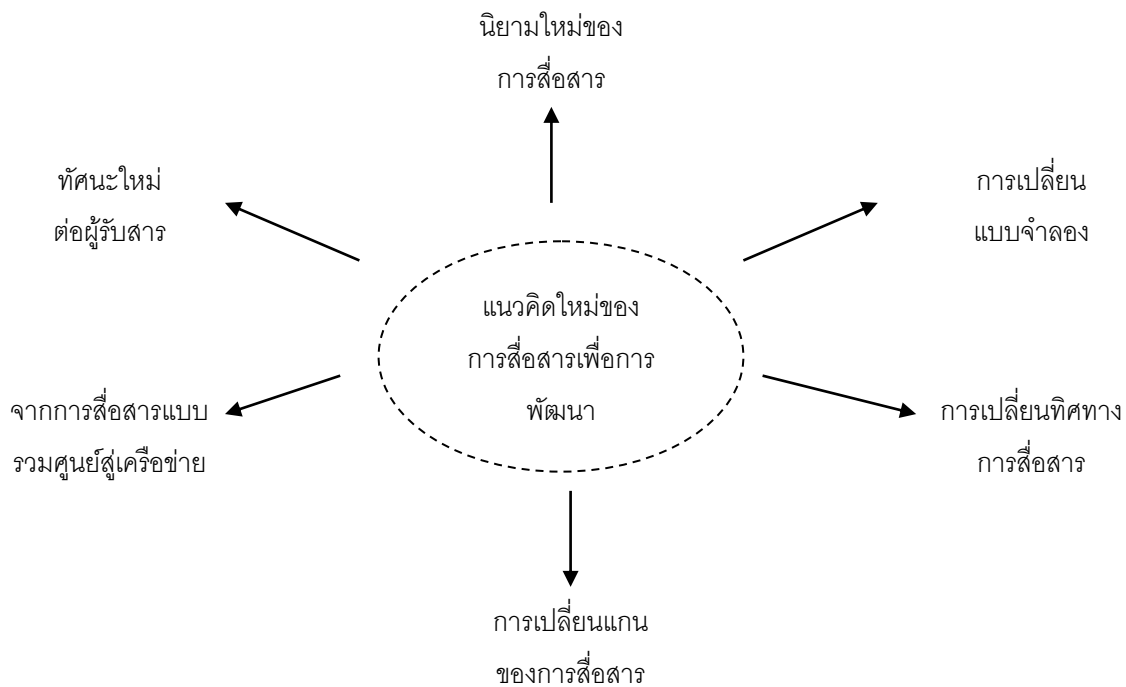 นิยามใหม่ของ
การสื่อสาร
ทัศนะใหม่
ต่อผู้รับสาร
การเปลี่ยน
แบบจำลอง
แนวคิดใหม่ของ
การสื่อสารเพื่อการ
พัฒนา
จากการสื่อสารแบบ
รวมศูนย์สู่เครือข่าย
การเปลี่ยนทิศทาง
การสื่อสาร
การเปลี่ยนแกน
ของการสื่อสาร